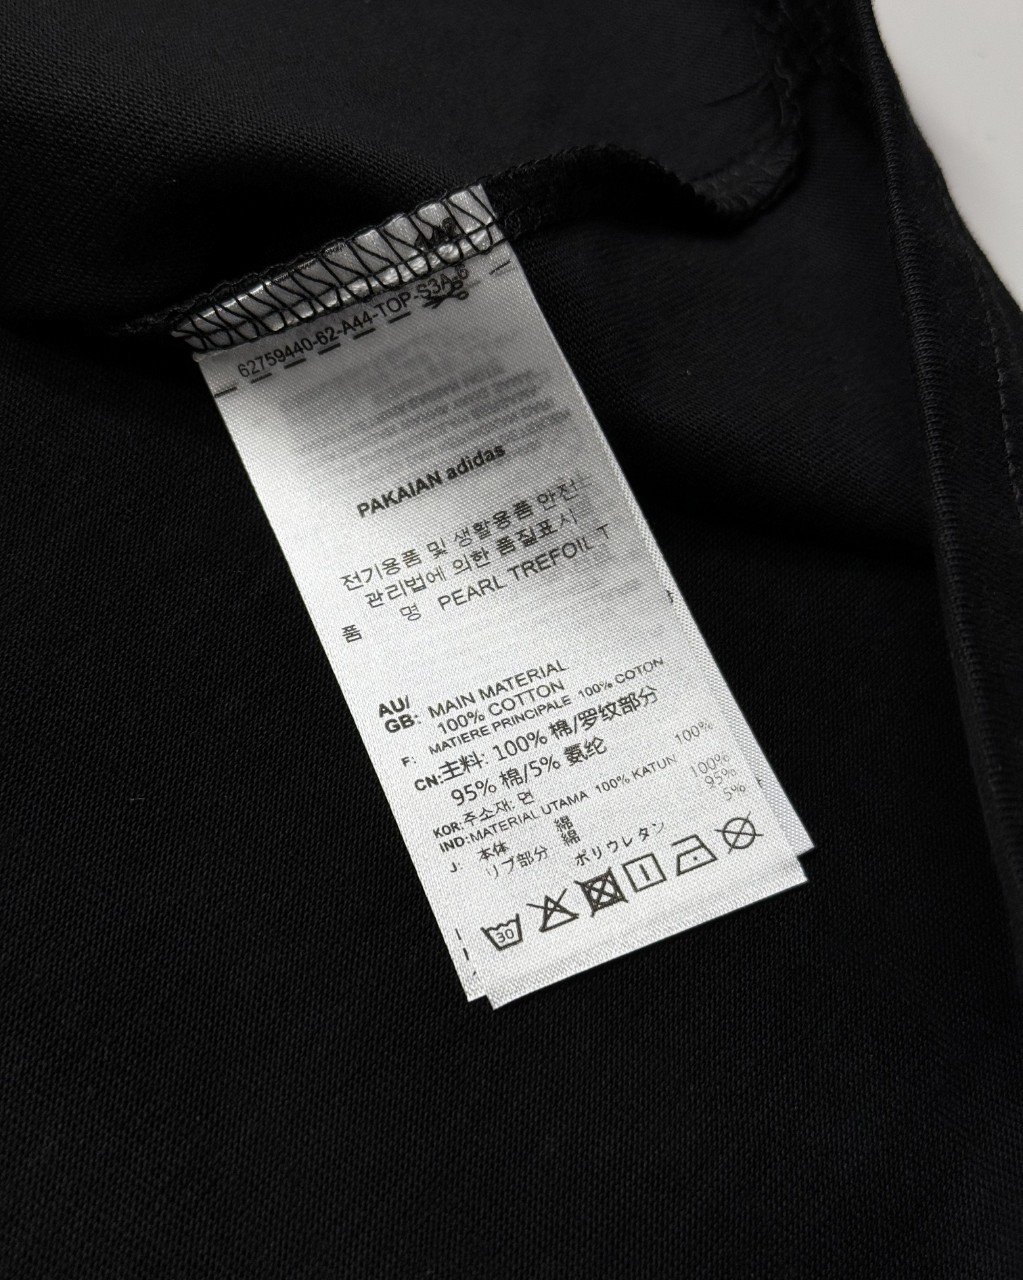 62759440-62-A44-TOP-S3A-6
PAKAIAN adidas
전기용품 및 생활용품 안전
관리법에 의한 품질표시
품 명 PEARL TREFOIL T
AU/
GB: MAIN MATERIAL
100% COTTON
F: MATIERE PRINCIPALE 100% COTON
CN:主料: 100% 棉/罗纹部分
95% 棉/5% 氨纶
KOR:주소재: 면 100%
IND:MATERIAL UTAMA 100% KATUN
J: 本体 綿 100%
リブ部分 綿 95%
ポリウレタン 5%
30